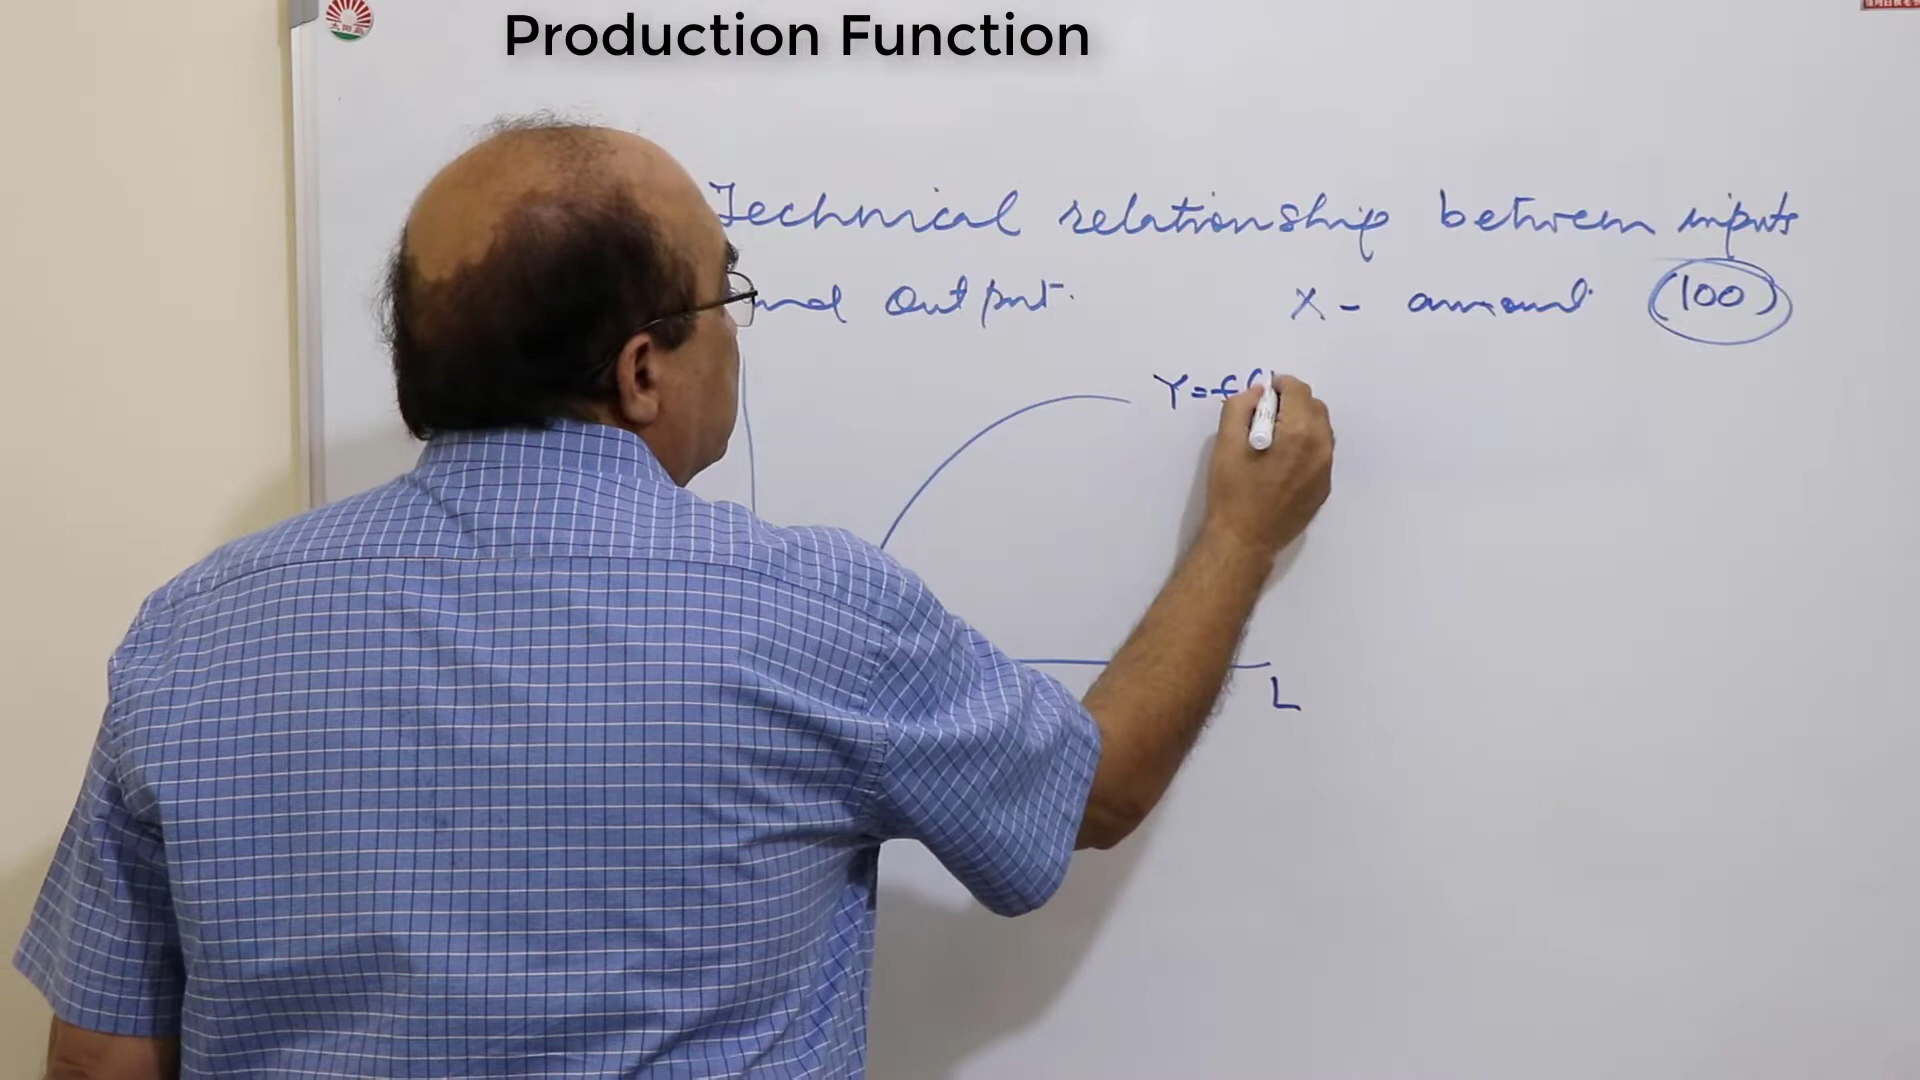 Production Function
Technical relationship between inputs
and output.
X - amount (100)
Y = f(
L